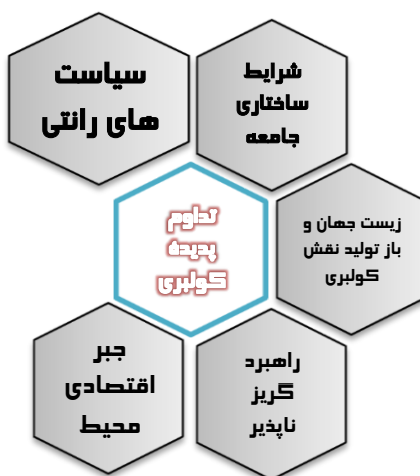 شرایط
ساختاری
جامعه
سیاست
های رانتی
زیست جهان و
باز تولید نقش
کولبری
تداوم
پدیده
کولبری
راهبرد
گریز
ناپذیر
جبر
اقتصادی
محیط